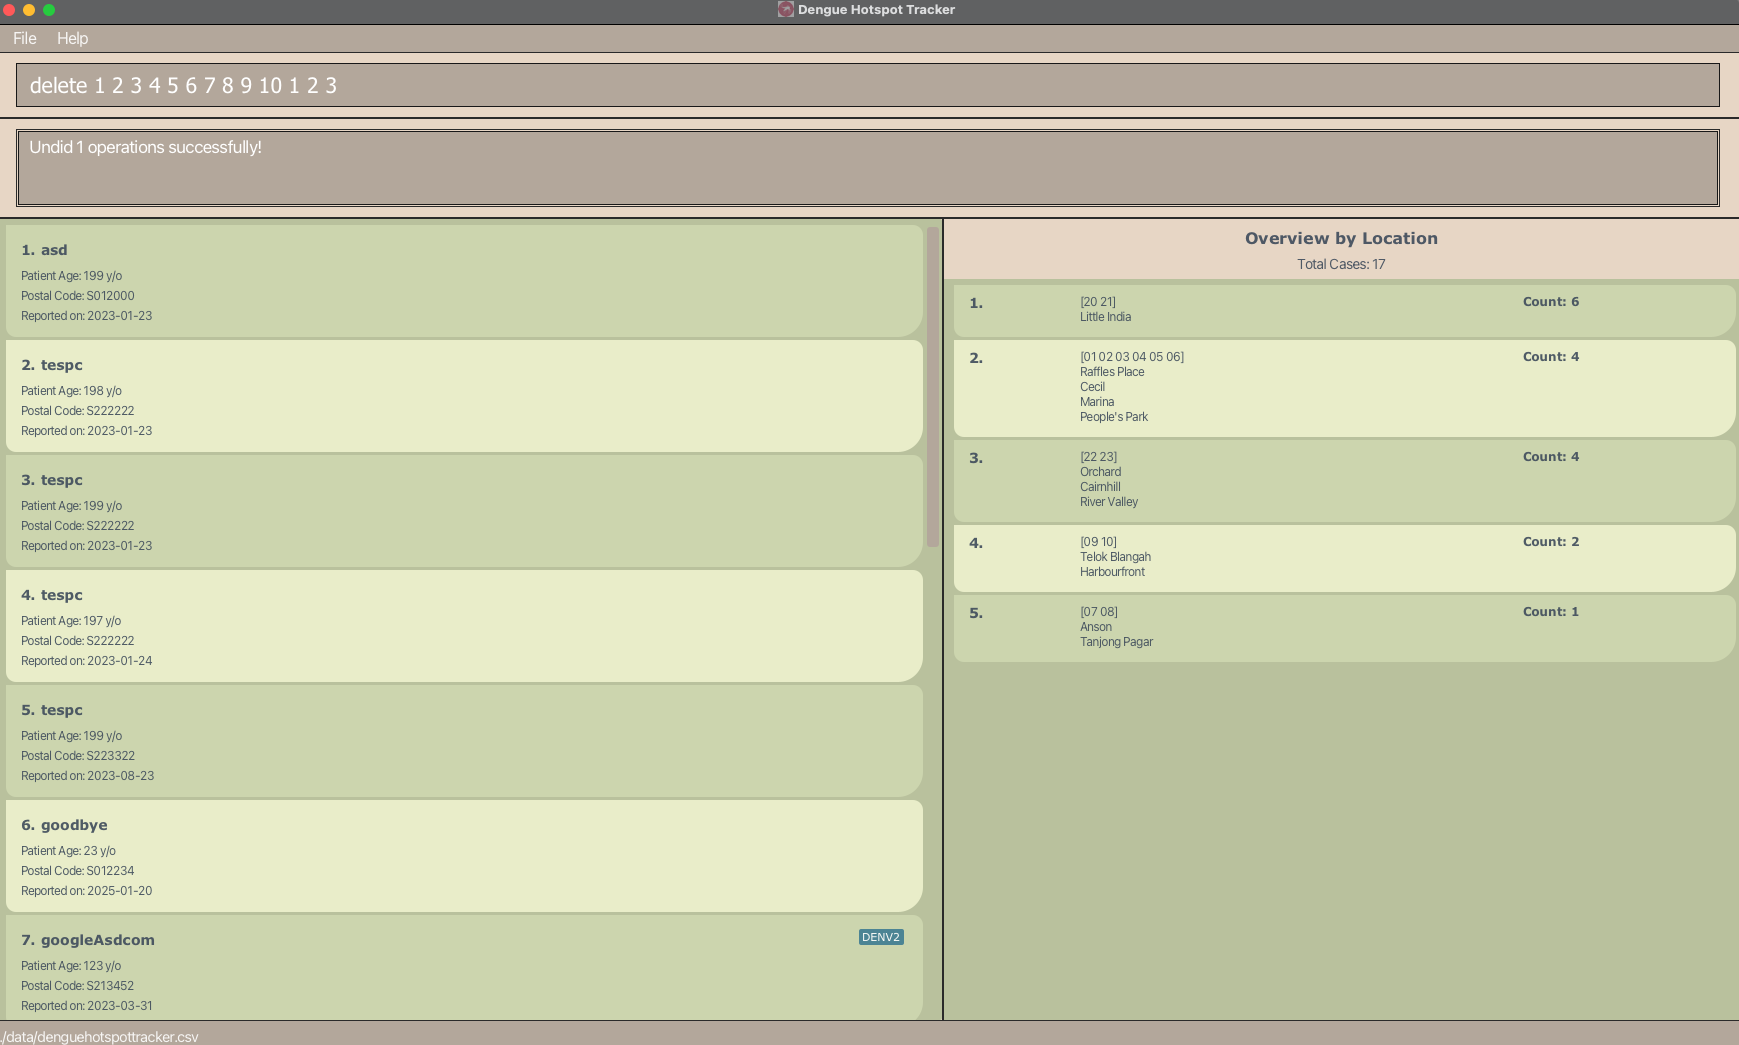 Dengue Hotspot Tracker
File Help
delete 1 2 3 4 5 6 7 8 9 10 1 2 3
Undid 1 operations successfully!
1. asd
Patient Age: 199 y/o
Postal Code: S012000
Reported on: 2023-01-23
2. tespc
Patient Age: 198 y/o
Postal Code: S222222
Reported on: 2023-01-23
3. tespc
Patient Age: 199 y/o
Postal Code: S222222
Reported on: 2023-01-23
4. tespc
Patient Age: 197 y/o
Postal Code: S222222
Reported on: 2023-01-24
5. tespc
Patient Age: 199 y/o
Postal Code: S223322
Reported on: 2023-08-23
6. goodbye
Patient Age: 23 y/o
Postal Code: S012234
Reported on: 2025-01-20
7. googleAsdcom DENV2
Patient Age: 123 y/o
Postal Code: S213452
Reported on: 2023-03-31
Overview by Location
Total Cases: 17
1. [20 21] Count: 6
Little India
2. [01 02 03 04 05 06] Count: 4
Raffles Place
Cecil
Marina
People's Park
3. [22 23] Count: 4
Orchard
Cairnhill
River Valley
4. [09 10] Count: 2
Telok Blangah
Harbourfront
5. [07 08] Count: 1
Anson
Tanjong Pagar
./data/denguehotspottracker.csv